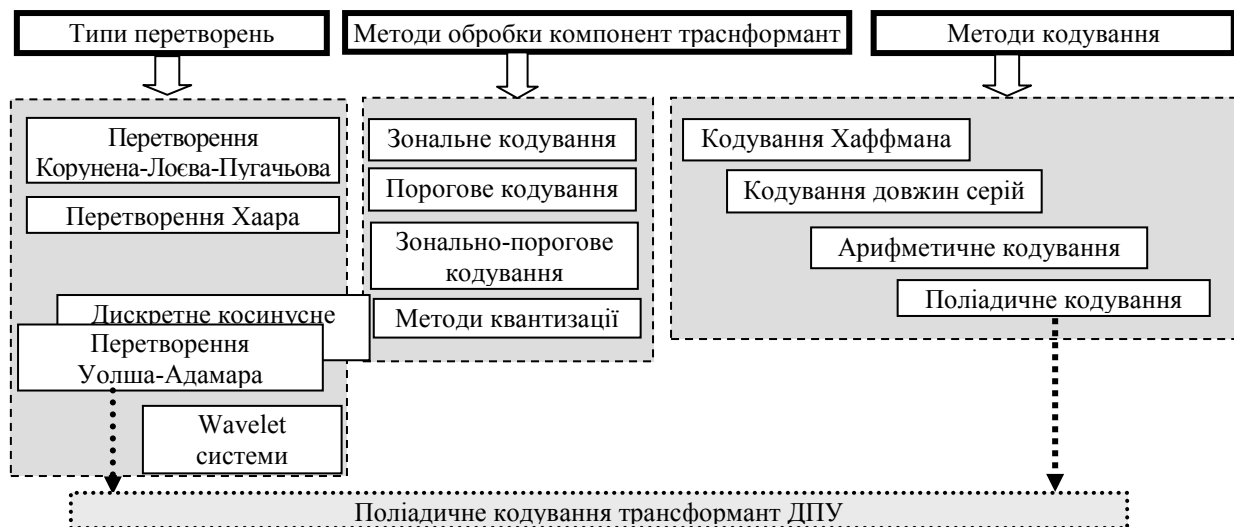 Типи перетворень
Методи обробки компонент траснформант
Методи кодування
Перетворення
Корунена-Лоєва-Пугачьова
Перетворення Хаара
Дискретне косинусне
Перетворення
Уолша-Адамара
Wavelet
системи
Зональне кодування
Порогове кодування
Зонально-порогове
кодування
Методи квантизації
Кодування Хаффмана
Кодування довжин серій
Арифметичне кодування
Поліадичне кодування
Поліадичне кодування трансформант ДПУ